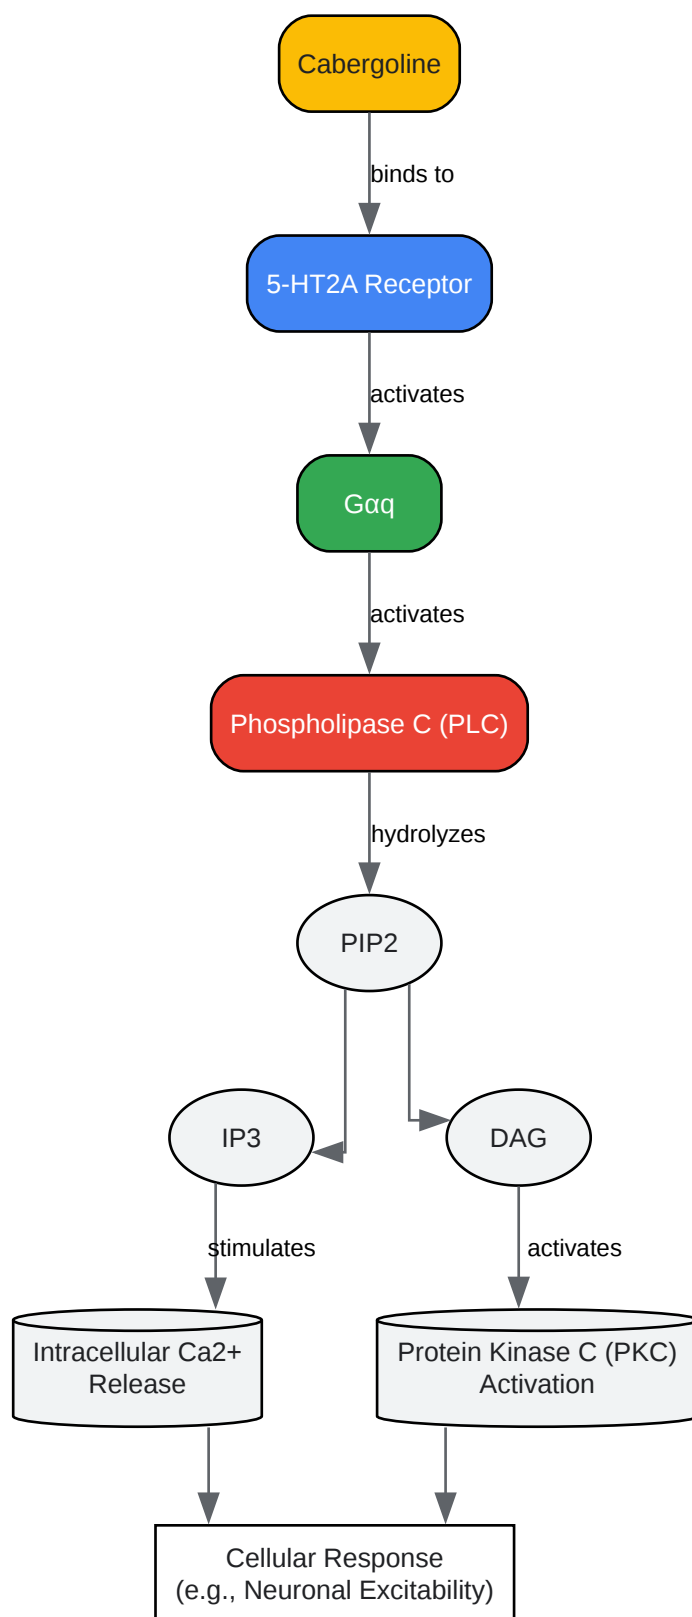 Cabergoline
binds to
5-HT2A Receptor
activates
Gαq
activates
Phospholipase C (PLC)
hydrolyzes
PIP2
IP3
DAG
stimulates
activates
Intracellular Ca2+
Release
Protein Kinase C (PKC)
Activation
Cellular Response
(e.g., Neuronal Excitability)